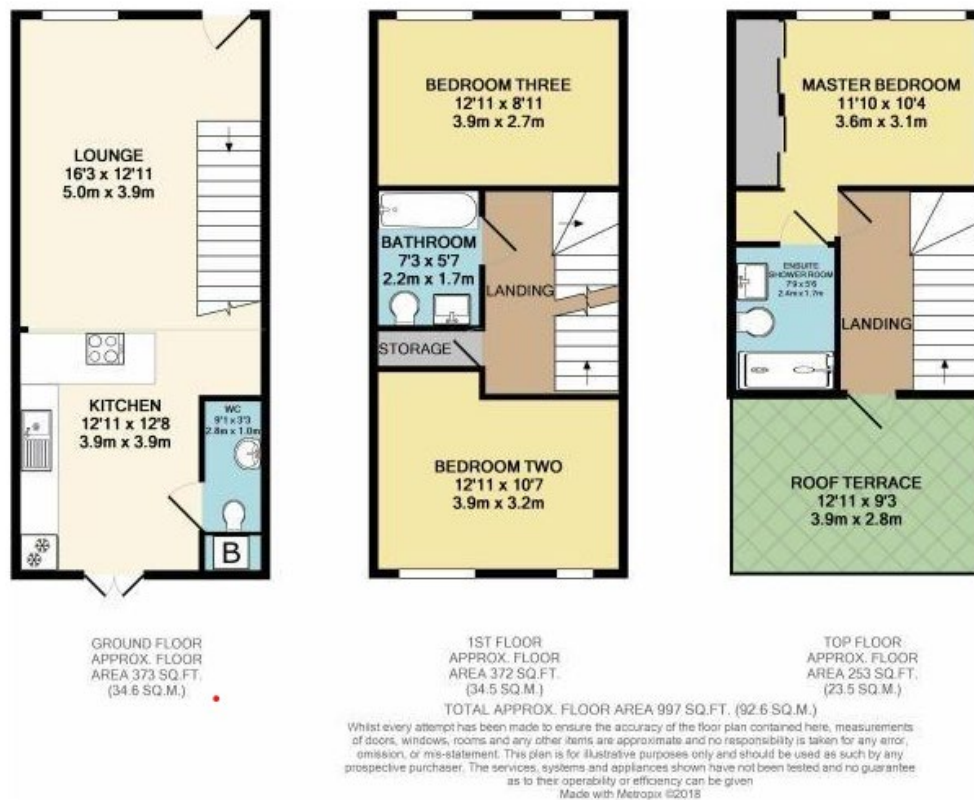 LOUNGE
16'3 x 12'11
5.0m x 3.9m
KITCHEN
12'11 x 12'8
3.9m x 3.9m
WC
9'1 x 3'3
2.8m x 1.0m
B
GROUND FLOOR
APPROX. FLOOR
AREA 373 SQ.FT.
(34.6 SQ.M.)
BEDROOM THREE
12'11 x 8'11
3.9m x 2.7m
BATHROOM
7'3 x 5'7
2.2m x 1.7m
LANDING
STORAGE
BEDROOM TWO
12'11 x 10'7
3.9m x 3.2m
1ST FLOOR
APPROX. FLOOR
AREA 372 SQ.FT.
(34.5 SQ.M.)
MASTER BEDROOM
11'10 x 10'4
3.6m x 3.1m
ENSUITE
SHOWER ROOM
7'9 x 5'6
2.4m x 1.7m
LANDING
ROOF TERRACE
12'11 x 9'3
3.9m x 2.8m
TOP FLOOR
APPROX. FLOOR
AREA 253 SQ.FT.
(23.5 SQ.M.)
TOTAL APPROX. FLOOR AREA 997 SQ.FT. (92.6 SQ.M.)
Whilst every attempt has been made to ensure the accuracy of the floor plan contained here, measurements
of doors, windows, rooms and any other items are approximate and no responsibility is taken for any error,
omission, or mis-statement. This plan is for illustrative purposes only and should be used as such by any
prospective purchaser. The services, systems and appliances shown have not been tested and no guarantee
as to their operability or efficiency can be given
Made with Metropix ©2018